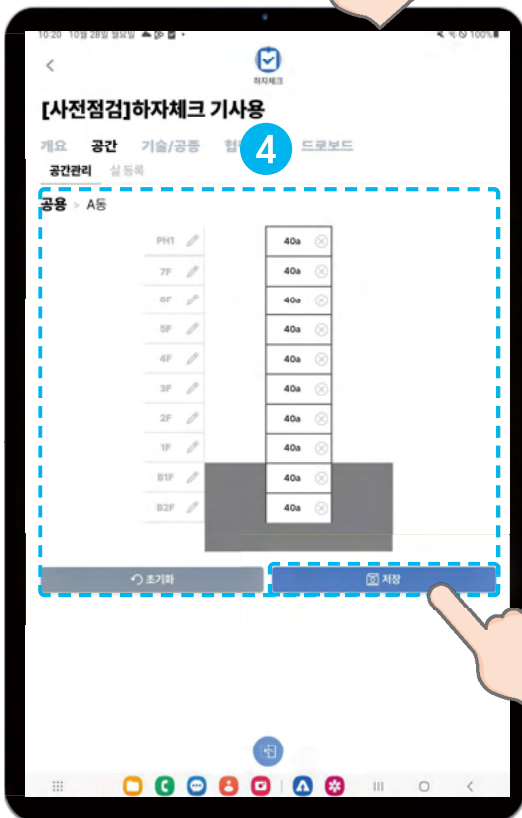 10:20 10월 28일 월요일
100%
하자체크
[사전점검]하자체크 기사용
개요 공간 기술/공종 협 4 드로보드
공간관리 실 등록
공용 > A동
PH1 40a
7F 40a
6F 40a
5F 40a
4F 40a
3F 40a
2F 40a
1F 40a
B1F 40a
B2F 40a
초기화 저장